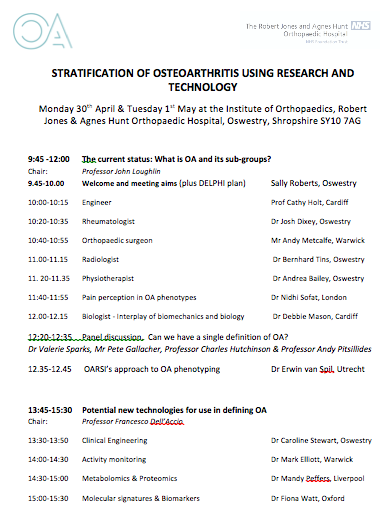 OA
The Robert Jones and Agnes Hunt NHS
Orthopaedic Hospital
NHS Foundation Trust
STRATIFICATION OF OSTEOARTHRITIS USING RESEARCH AND
TECHNOLOGY
Monday 30th April & Tuesday 1st May at the Institute of Orthopaedics, Robert
Jones & Agnes Hunt Orthopaedic Hospital, Oswestry, Shropshire SY10 7AG
9:45 -12:00 The current status: What is OA and its sub-groups?
Chair: Professor John Loughlin
9.45-10.00 Welcome and meeting aims (plus DELPHI plan) Sally Roberts, Oswestry
10:00-10:15 Engineer Prof Cathy Holt, Cardiff
10:20-10:35 Rheumatologist Dr Josh Dixey, Oswestry
10:40-10:55 Orthopaedic surgeon Mr Andy Metcalfe, Warwick
11.00-11.15 Radiologist Dr Bernhard Tins, Oswestry
11. 20-11.35 Physiotherapist Dr Andrea Bailey, Oswestry
11:40-11:55 Pain perception in OA phenotypes Dr Nidhi Sofat, London
12.00-12.15 Biologist - Interplay of biomechanics and biology Dr Debbie Mason, Cardiff
12:20-12:35 Panel discussion. Can we have a single definition of OA?
Dr Valerie Sparks, Mr Pete Gallacher, Professor Charles Hutchinson & Professor Andy Pitsillides
12.35-12.45 OARSI's approach to OA phenotyping Dr Erwin van Spil, Utrecht
13:45-15:30 Potential new technologies for use in defining OA
Chair: Professor Francesco Dell'Accio
13:30-13:50 Clinical Engineering Dr Caroline Stewart, Oswestry
14:00-14:30 Activity monitoring Dr Mark Elliott, Warwick
14:30-15:00 Metabolomics & Proteomics Dr Mandy Peffers, Liverpool
15:00-15:30 Molecular signatures & Biomarkers Dr Fiona Watt, Oxford